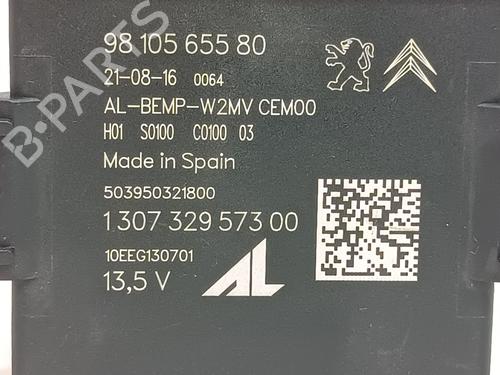 B-PARTS
98 105 655 80
21-08-16 0064
AL-BEMP-W2MV CEM00
H01 S0100 C0100 03
Made in Spain
503950321800
1 307 329 573 00
10EEG130701
13,5 V
AL